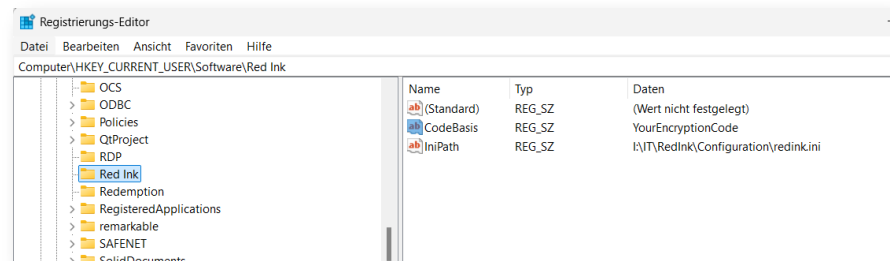 Registrierungs-Editor
Datei Bearbeiten Ansicht Favoriten Hilfe
Computer\HKEY_CURRENT_USER\Software\Red Ink
OCS
ODBC
Policies
QtProject
RDP
Red Ink
Redemption
RegisteredApplications
remarkable
SAFENET
SolidDocuments
Name Typ Daten
(Standard) REG_SZ (Wert nicht festgelegt)
CodeBasis REG_SZ YourEncryptionCode
IniPath REG_SZ I:\IT\RedInk\Configuration\redink.ini